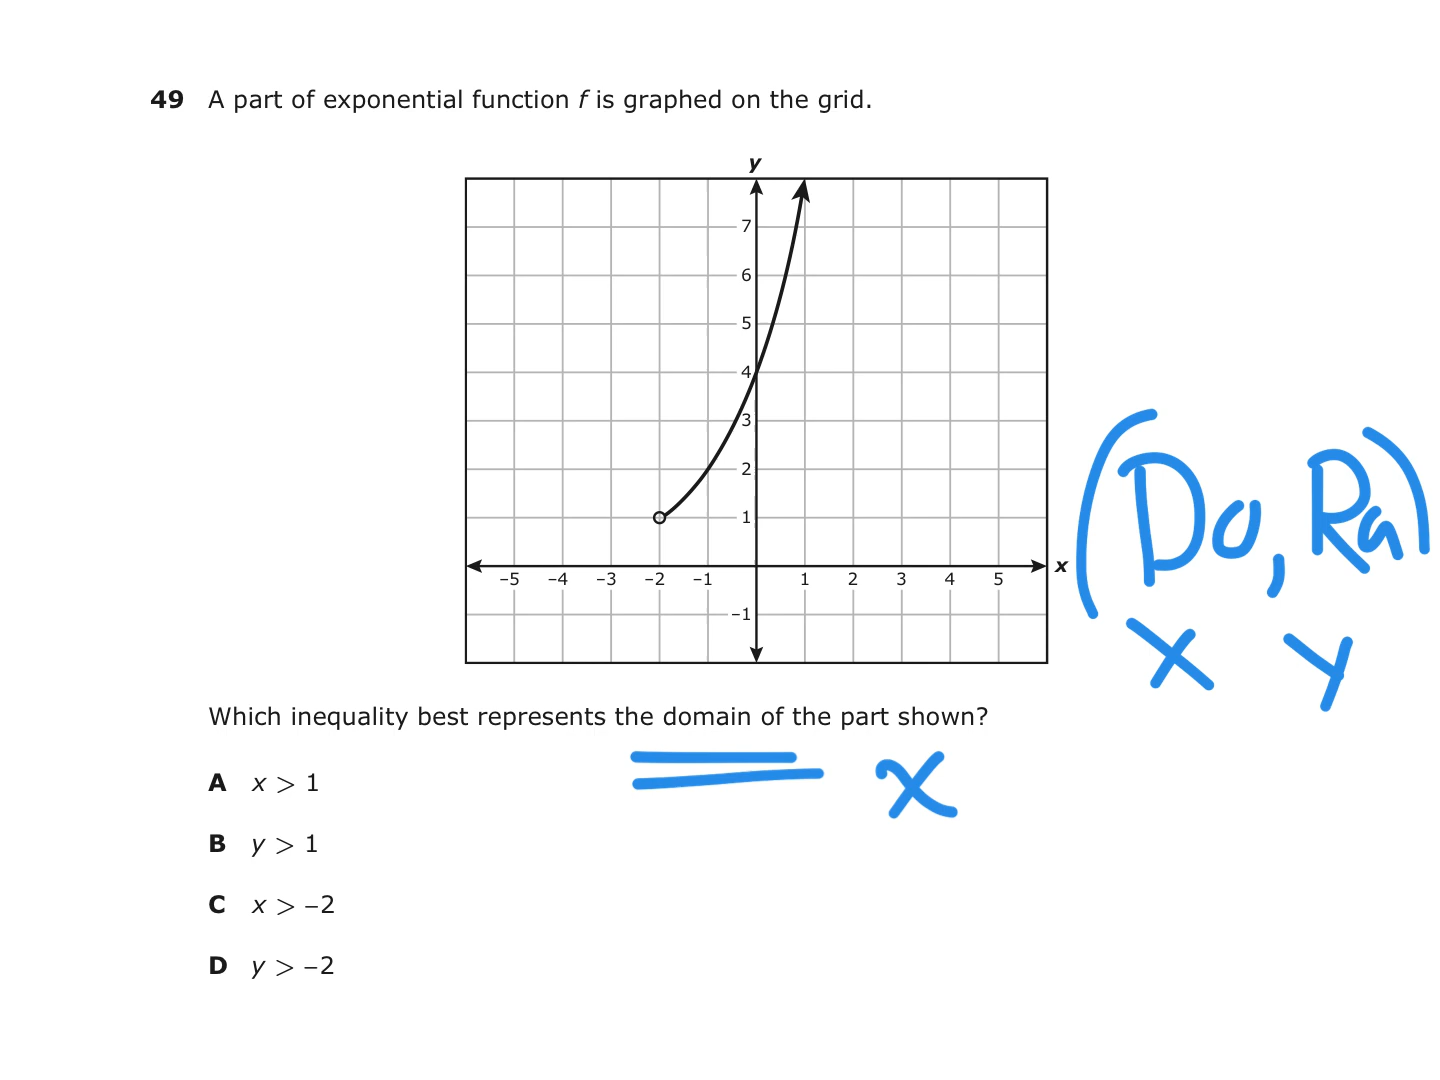 49 A part of exponential function f is graphed on the grid.
y
7
6
5
4
3
2
1
–5 –4 –3 –2 –1 1 2 3 4 5 x
–1
(Do, Ra)
x y
Which inequality best represents the domain of the part shown?
x
A x > 1
B y > 1
C x > –2
D y > –2